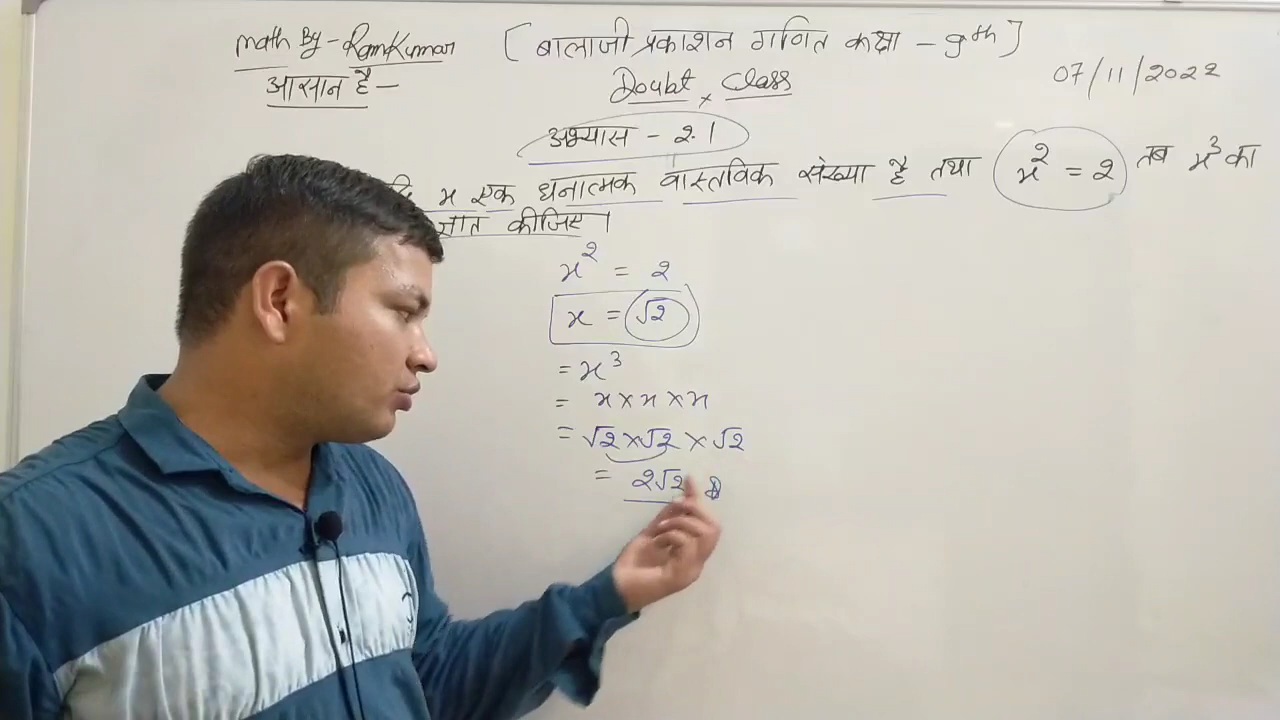 Math By - RamKumar [बालाजी प्रकाशन गणित कक्षा - 9th]
आसान है - Doubt Class 07/11/2022
अभ्यास - 2.1
x एक धनात्मक वास्तविक संख्या है तथा x² = 2 तब x³ का
ज्ञात कीजिए।
x² = 2
x = √2
= x³
= x × x × x
= √2 × √2 × √2
= 2√2